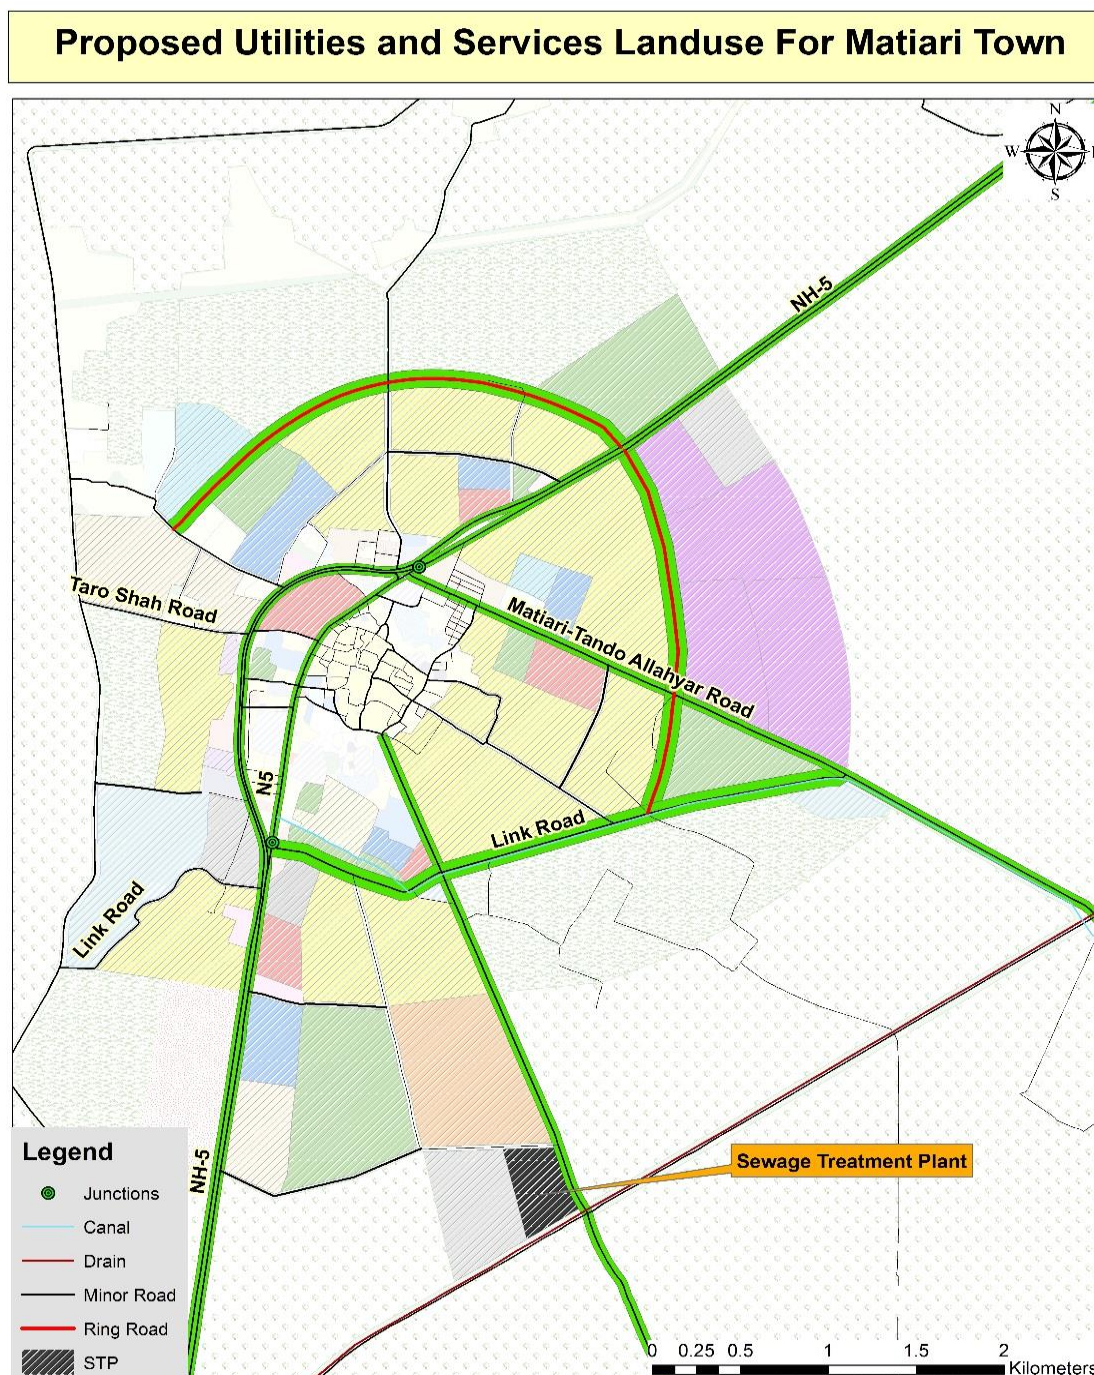 Proposed Utilities and Services Landuse For Matiari Town
N
W
S
NH-5
Taro Shah Road
Matiari-Tando Allahyar Road
N5
Link Road
Link Road
NH-5
Sewage Treatment Plant
Legend
Junctions
Canal
Drain
Minor Road
Ring Road
STP
0 0.25 0.5 1 1.5 2
Kilometers